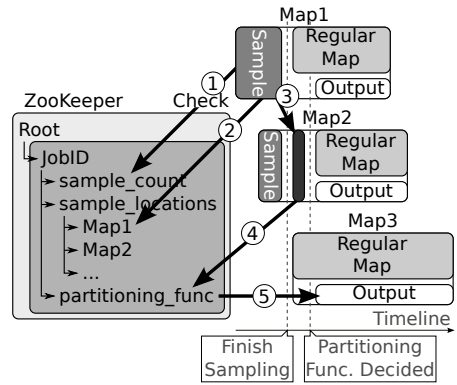 Map1
Sample
Regular
Map
Output
1
ZooKeeper
Check
3
2
Map2
Root
JobID
sample_count
sample_locations
Map1
Map2
...
partitioning_func
Sample
Regular
Map
Output
4
Map3
Regular
Map
Output
5
Timeline
Finish
Sampling
Partitioning
Func. Decided